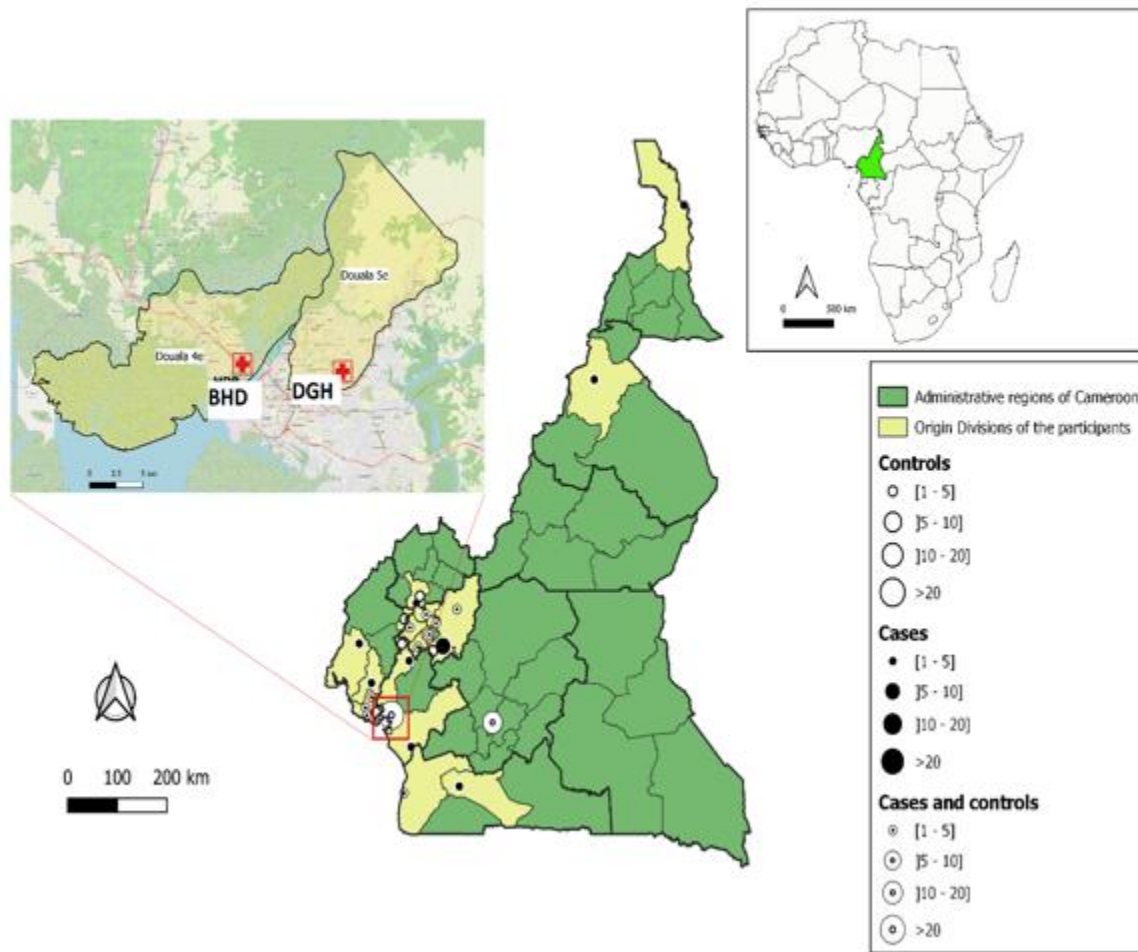 Douala 5e
Douala 4e
BHD
DGH
0 2.5 5 km
0 500 km
0 100 200 km
Administrative regions of Cameroon
Origin Divisions of the participants
Controls
[1 - 5]
]5 - 10]
]10 - 20]
>20
Cases
[1 - 5]
]5 - 10]
]10 - 20]
>20
Cases and controls
[1 - 5]
]5 - 10]
]10 - 20]
>20